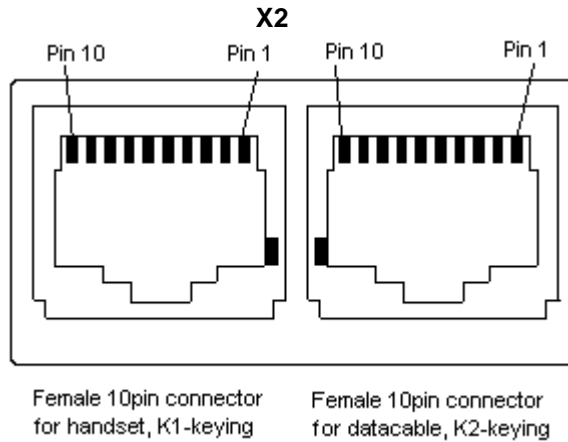 X2
Pin 10 Pin 1 Pin 10 Pin 1
Female 10pin connector
for handset, K1-keying
Female 10pin connector
for datacable, K2-keying